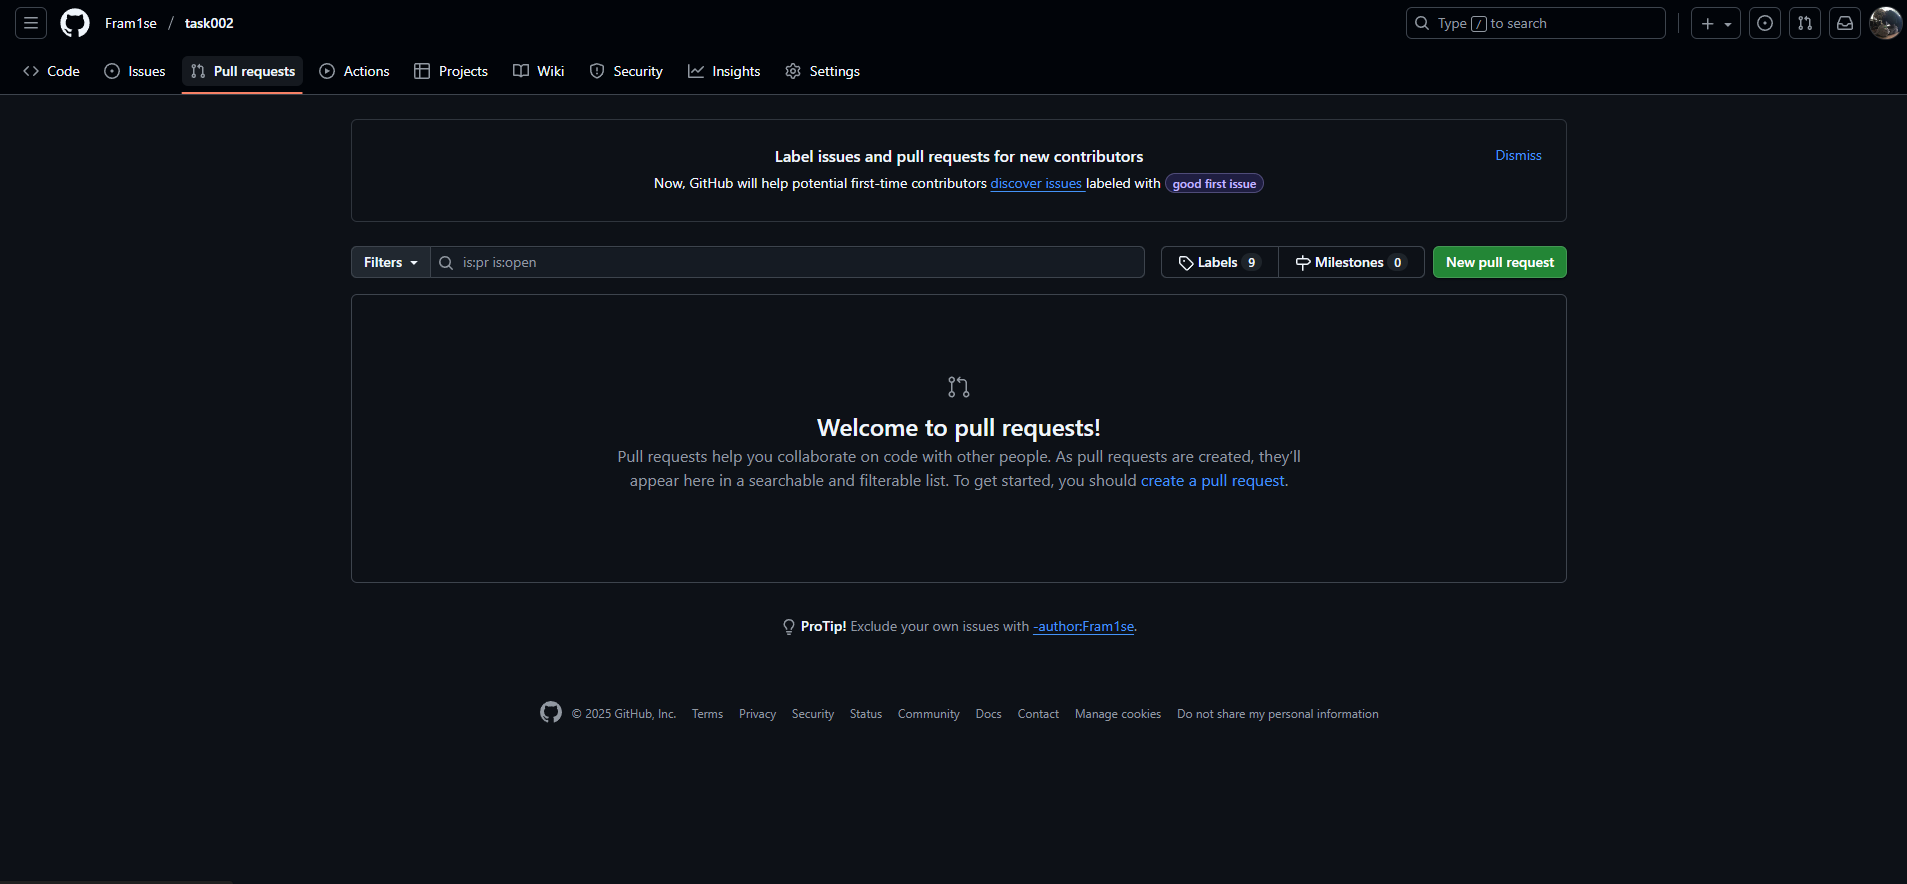 Fram1se / task002
Type / to search
Code Issues Pull requests Actions Projects Wiki Security Insights Settings
Label issues and pull requests for new contributors
Dismiss
Now, GitHub will help potential first-time contributors discover issues labeled with good first issue
Filters is:pr is:open Labels 9 Milestones 0 New pull request
Welcome to pull requests!
Pull requests help you collaborate on code with other people. As pull requests are created, they’ll
appear here in a searchable and filterable list. To get started, you should create a pull request.
ProTip! Exclude your own issues with -author:Fram1se.
© 2025 GitHub, Inc. Terms Privacy Security Status Community Docs Contact Manage cookies Do not share my personal information